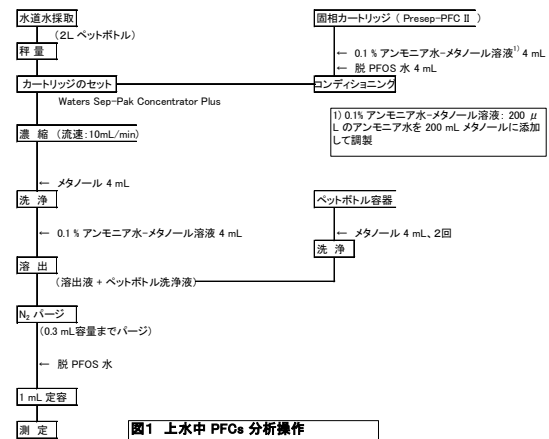 水道水採取
(2L ペットボトル)
秤量
固相カートリッジ ( Presep-PFC Ⅱ )
← 0.1 % アンモニア水-メタノール溶液1) 4 mL
← 脱 PFOS 水 4 mL
カートリッジのセット
コンディショニング
Waters Sep-Pak Concentrator Plus
1) 0.1% アンモニア水-メタノール溶液: 200 μ
L のアンモニア水を 200 mL メタノールに添加
して調製
濃 縮 (流速:10mL/min)
← メタノール 4 mL
洗 浄
← 0.1 % アンモニア水-メタノール溶液 4 mL
ペットボトル容器
← メタノール 4 mL、2回
洗 浄
溶 出
(溶出液 + ペットボトル洗浄液)
N₂ パージ
(0.3 mL容量までパージ)
← 脱 PFOS 水
1 mL 定容
測 定
図1 上水中 PFCs 分析操作